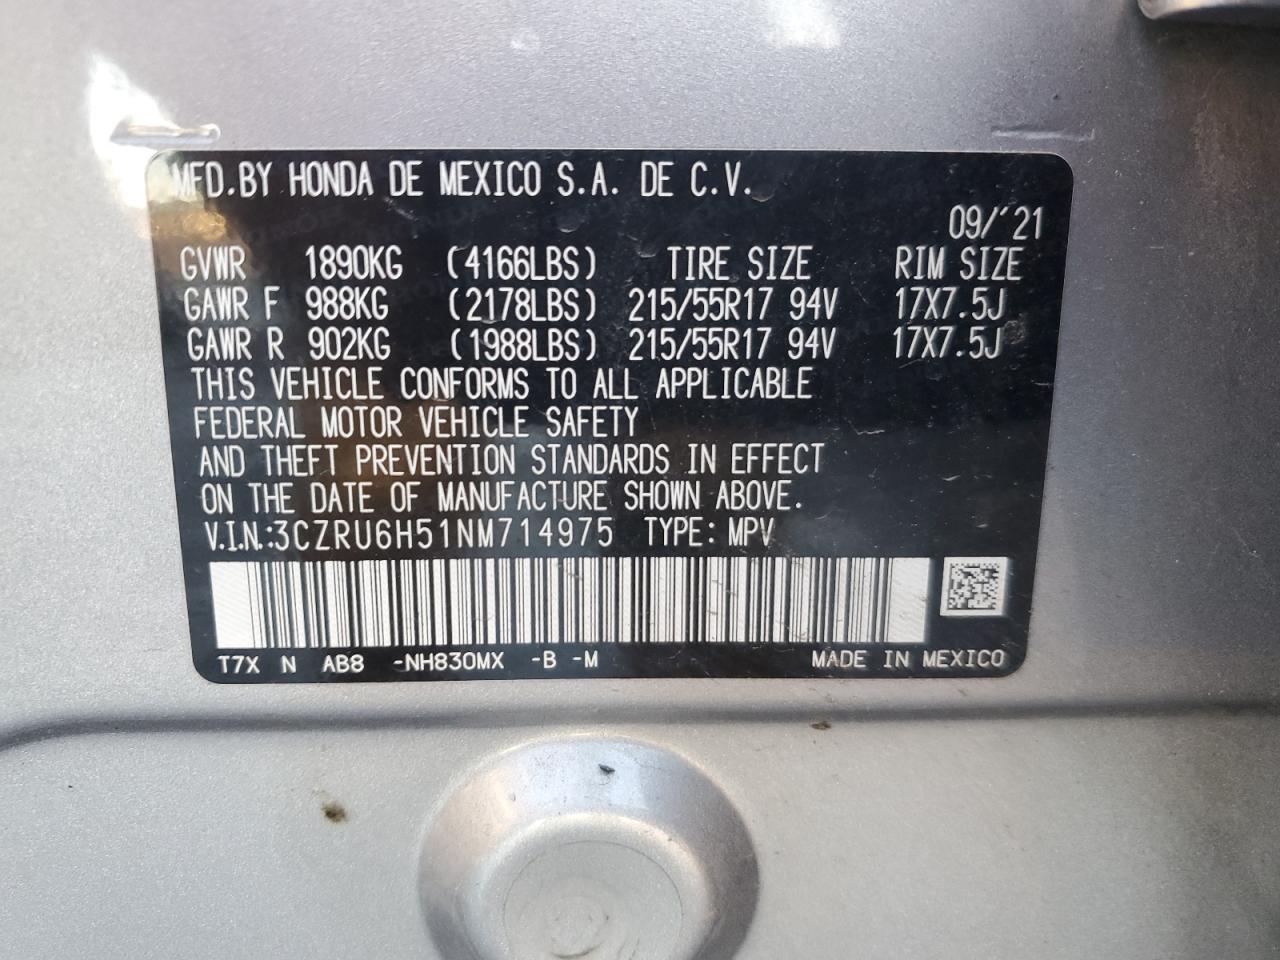 MFD.BY HONDA DE MEXICO S.A. DE C.V.
09/'21
GVWR 1890KG (4166LBS) TIRE SIZE RIM SIZE
GAWR F 988KG (2178LBS) 215/55R17 94V 17X7.5J
GAWR R 902KG (1988LBS) 215/55R17 94V 17X7.5J
THIS VEHICLE CONFORMS TO ALL APPLICABLE
FEDERAL MOTOR VEHICLE SAFETY
AND THEFT PREVENTION STANDARDS IN EFFECT
ON THE DATE OF MANUFACTURE SHOWN ABOVE.
V.I.N.:3CZRU6H51NM714975 TYPE: MPV
T7X N AB8 -NH830MX -B -M MADE IN MEXICO